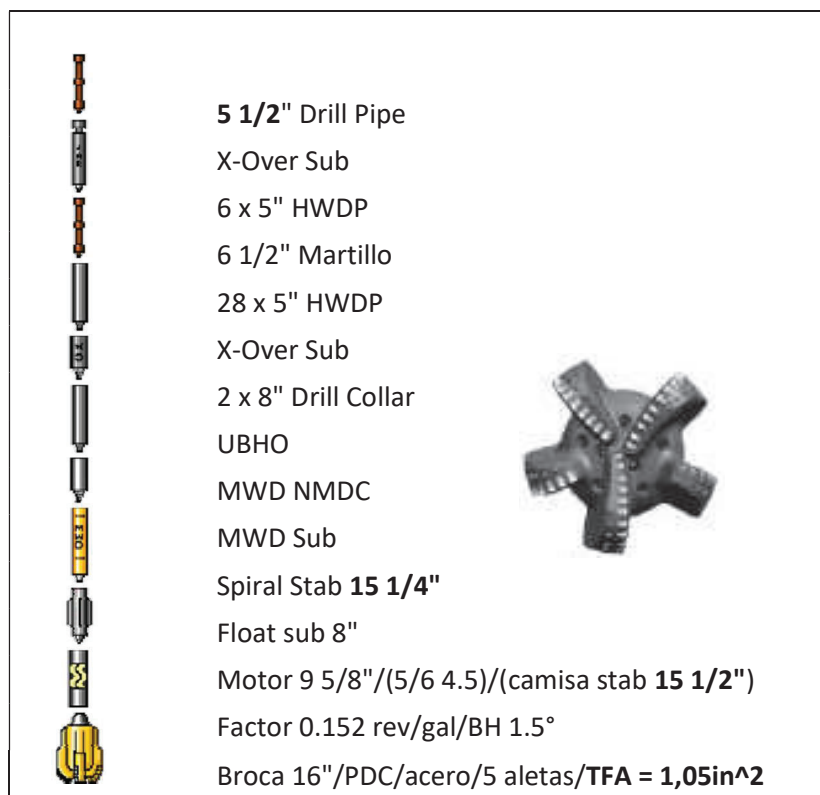 5 1/2" Drill Pipe
X-Over Sub
6 x 5" HWDP
6 1/2" Martillo
28 x 5" HWDP
X-Over Sub
2 x 8" Drill Collar
UBHO
MWD NMDC
MWD Sub
Spiral Stab 15 1/4"
Float sub 8"
Motor 9 5/8"/(5/6 4.5)/(camisa stab 15 1/2")
Factor 0.152 rev/gal/BH 1.5°
Broca 16"/PDC/acero/5 aletas/TFA = 1,05in^2
MWD